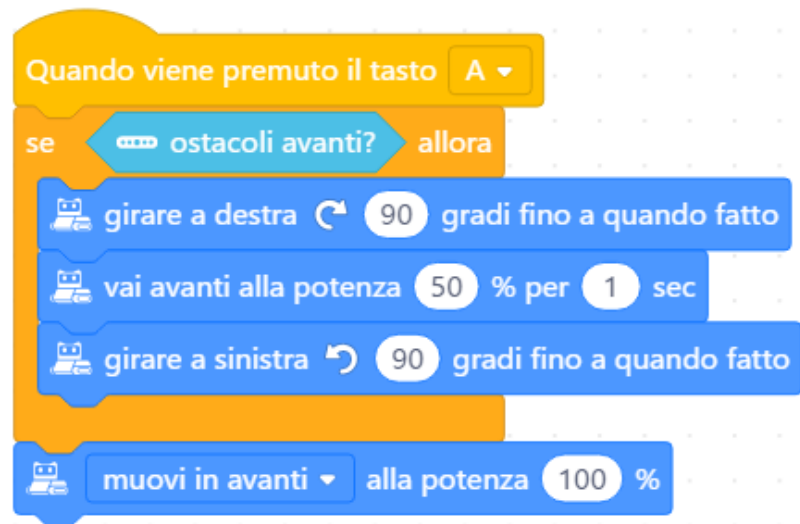 Quando viene premuto il tasto A
se ostacoli avanti? allora
girare a destra 90 gradi fino a quando fatto
vai avanti alla potenza 50 % per 1 sec
girare a sinistra 90 gradi fino a quando fatto
muovi in avanti alla potenza 100 %